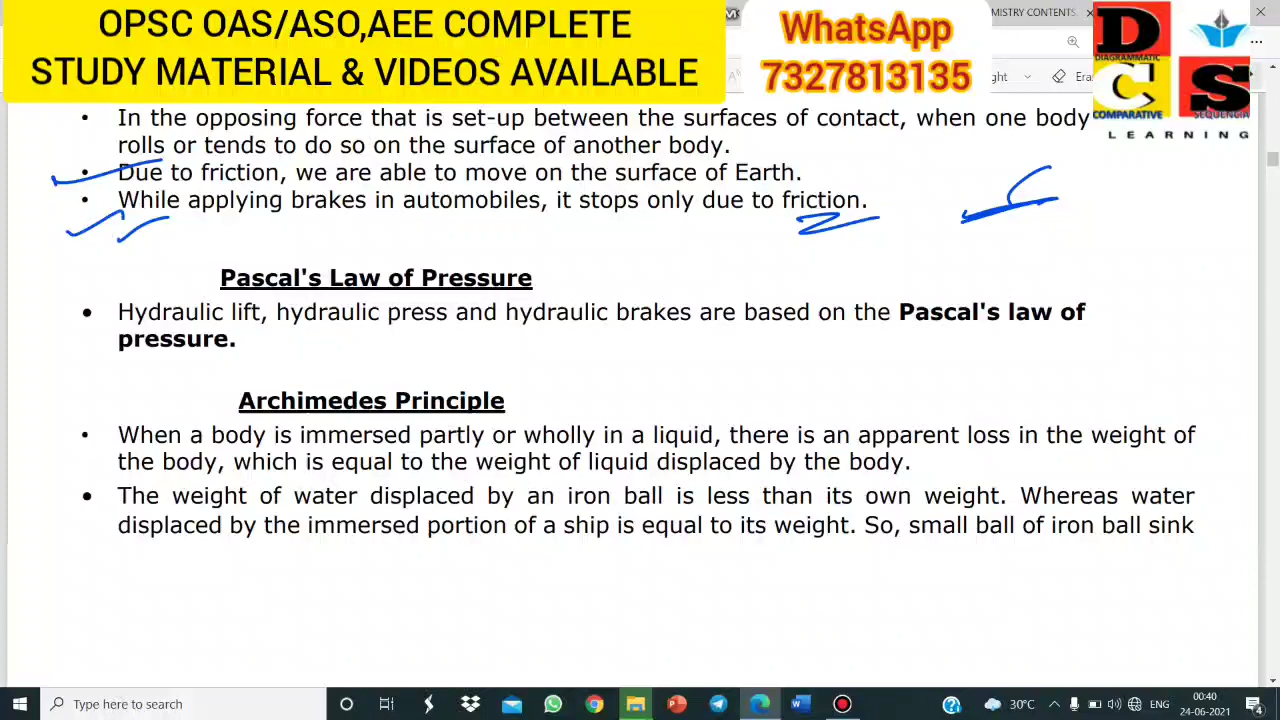 OPSC OAS/ASO,AEE COMPLETE
STUDY MATERIAL & VIDEOS AVAILABLE
WhatsApp
7327813135
MISTRY CONTENTS
D
DIAGRAMMATIC
C
COMPARATIVE
S
SEQUENCIA
LEARNING
ght
Era
• In the opposing force that is set-up between the surfaces of contact, when one body
rolls or tends to do so on the surface of another body.
• Due to friction, we are able to move on the surface of Earth.
• While applying brakes in automobiles, it stops only due to friction.
Pascal's Law of Pressure
• Hydraulic lift, hydraulic press and hydraulic brakes are based on the Pascal's law of
pressure.
Archimedes Principle
• When a body is immersed partly or wholly in a liquid, there is an apparent loss in the weight of
the body, which is equal to the weight of liquid displaced by the body.
• The weight of water displaced by an iron ball is less than its own weight. Whereas water
displaced by the immersed portion of a ship is equal to its weight. So, small ball of iron ball sink
Type here to search
30°C
ENG
00:40
24-06-2021
4